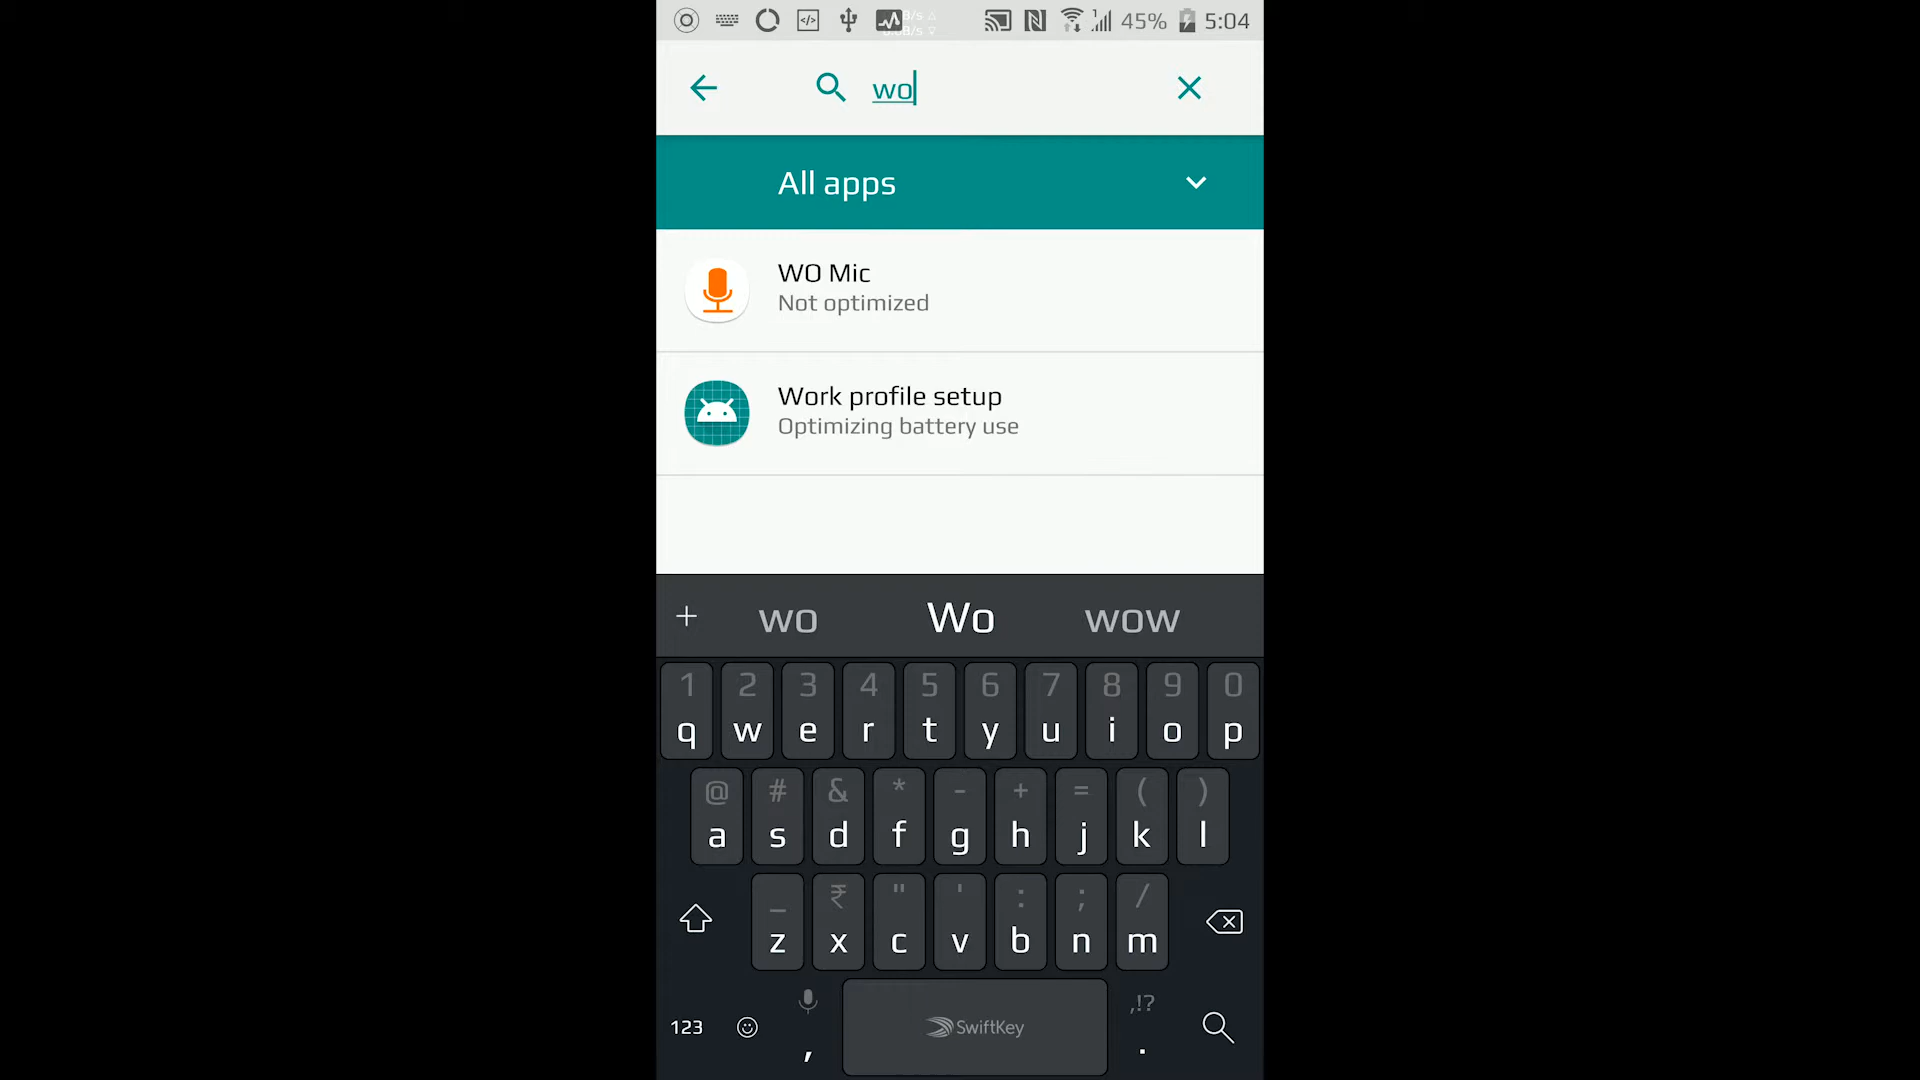 45% 5:04
wo
All apps
WO Mic
Not optimized
Work profile setup
Optimizing battery use
+ wo Wo wow
1 2 3 4 5 6 7 8 9 0
q w e r t y u i o p
@ # & * - + = ( )
a s d f g h j k l
_ ₹ " ' : ; /
z x c v b n m
,!?
123 , SwiftKey .